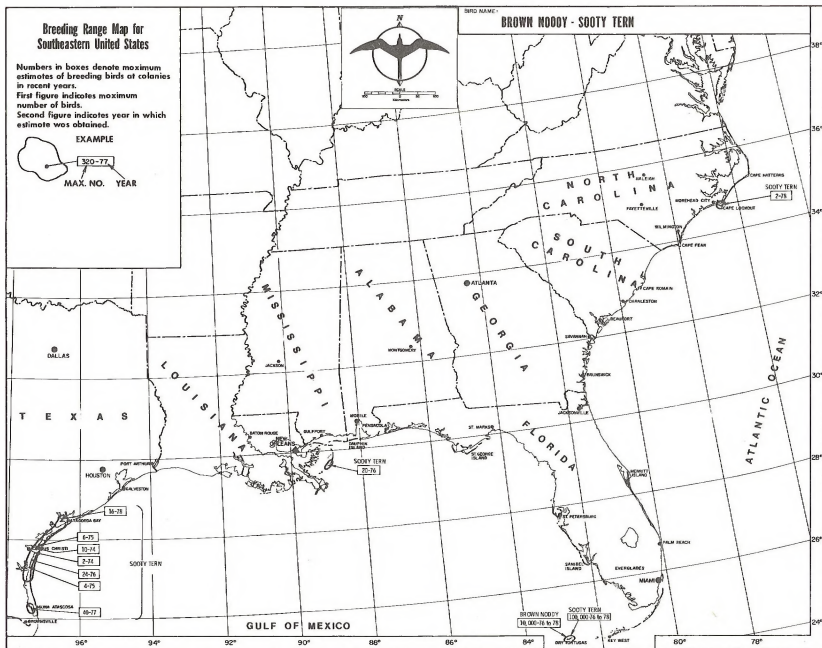 Breeding Range Map for
Southeastern United States
Numbers in boxes denote maximum
estimates of breeding birds at colonies
in recent years.
First figure indicates maximum
number of birds.
Second figure indicates year in which
estimate was obtained.
EXAMPLE
320-77
MAX. NO. YEAR
N
SCALE
BIRD NAME:
BROWN NODDY - SOOTY TERN
38°
36°
34°
32°
30°
28°
26°
24°
NORTH CAROLINA
RALEIGH
FAYETTEVILLE
MOREHEAD CITY
CAPE HATTERAS
CAPE LOOKOUT
SOOTY TERN
2-78
WILMINGTON
CAPE FEAR
SOUTH CAROLINA
CAPE ROMAIN
CHARLESTON
BEAUFORT
SAVANNAH
GEORGIA
ATLANTA
BRUNSWICK
ALABAMA
MONTGOMERY
MOBILE
DAUPHIN ISLAND
MISSISSIPPI
JACKSON
GULFPORT
LOUISIANA
BATON ROUGE
NEW ORLEANS
SOOTY TERN
20-76
TEXAS
DALLAS
HOUSTON
PORT ARTHUR
GALVESTON
MATAGORDA BAY
CORPUS CHRISTI
LAGUNA ATASCOSA
BROWNSVILLE
16-78
6-75
10-74
2-74
24-76
4-75
46-77
SOOTY TERN
FLORIDA
PENSACOLA
ST. MARKS
ST. GEORGE ISLAND
JACKSONVILLE
MERRITT ISLAND
ST. PETERSBURG
SANIBEL ISLAND
PALM BEACH
EVERGLADES
MIAMI
KEY WEST
DRY TORTUGAS
BROWN NODDY
10,000-76 to 78
SOOTY TERN
100,000-76 to 78
ATLANTIC OCEAN
GULF OF MEXICO
96°
94°
92°
90°
88°
86°
84°
80°
78°